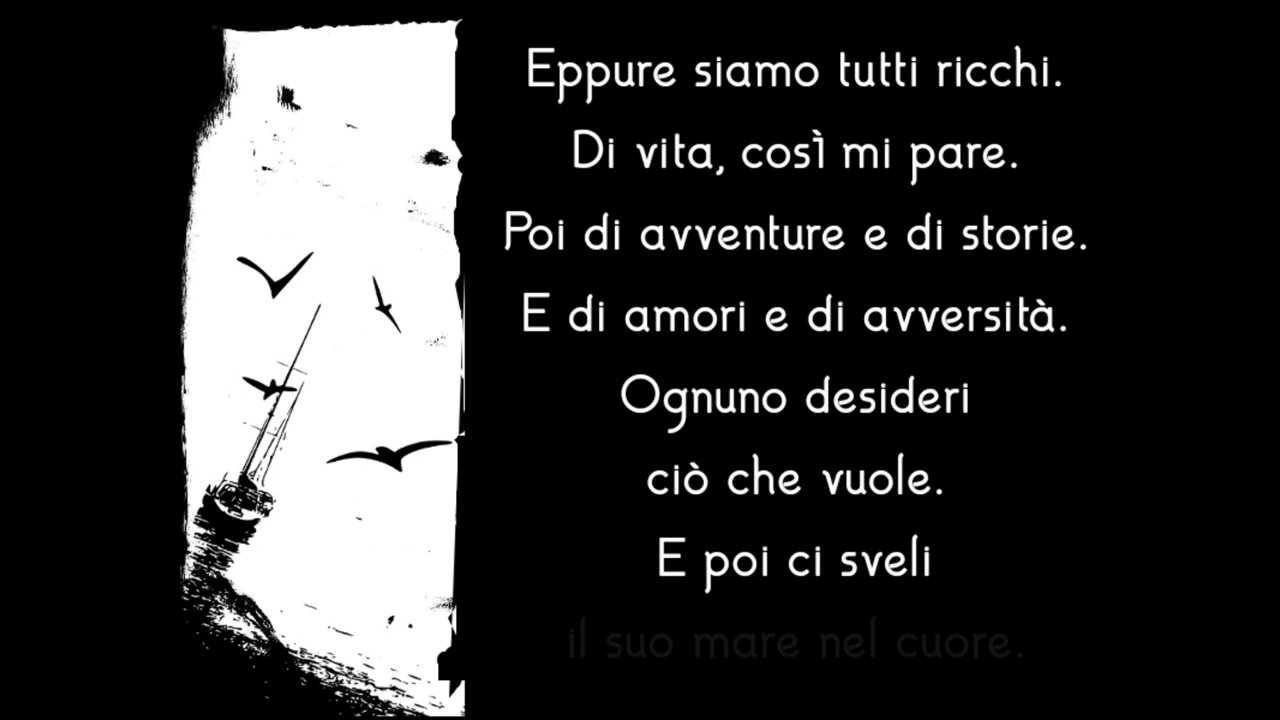 Eppure siamo tutti ricchi.
Di vita, così mi pare.
Poi di avventure e di storie.
E di amori e di avversità.
Ognuno desideri
ciò che vuole.
E poi ci sveli
il suo mare nel cuore.